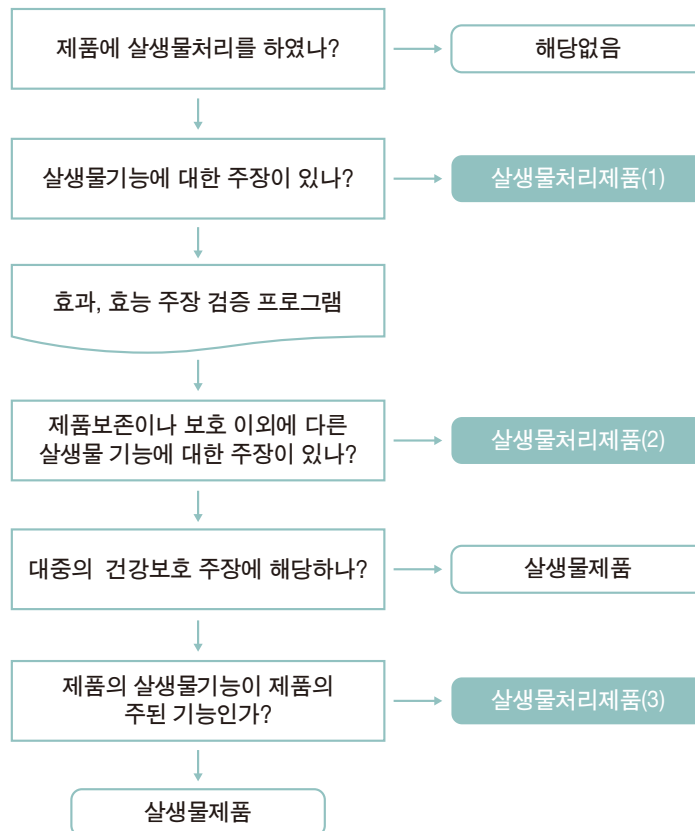 제품에 살생물처리를 하였나?
해당없음
살생물기능에 대한 주장이 있나?
살생물처리제품(1)
효과, 효능 주장 검증 프로그램
제품보존이나 보호 이외에 다른
살생물 기능에 대한 주장이 있나?
살생물처리제품(2)
대중의 건강보호 주장에 해당하나?
살생물제품
제품의 살생물기능이 제품의
주된 기능인가?
살생물처리제품(3)
살생물제품